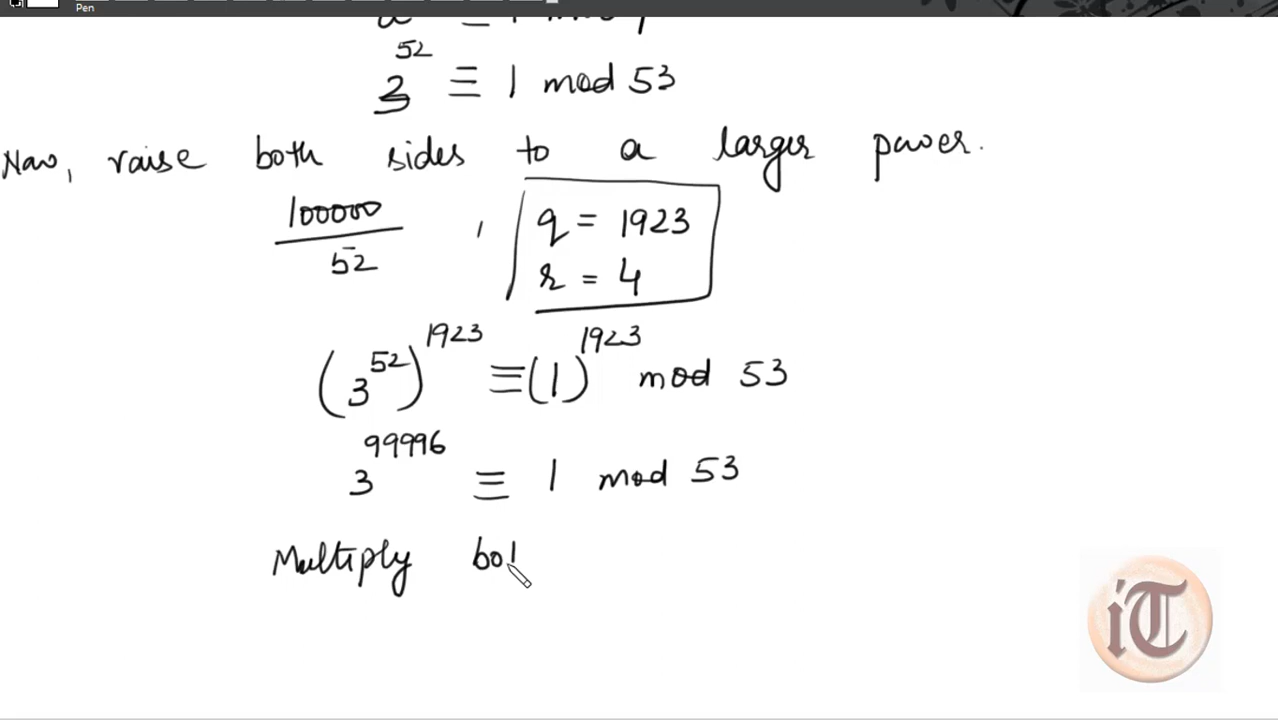 Pen
52
3 ≡ 1 mod 53
Now, raise both sides to a larger power.
100000 / 52 , q = 1923
r = 4
(3^52)^1923 ≡ (1)^1923 mod 53
3^99996 ≡ 1 mod 53
Multiply bo
iT